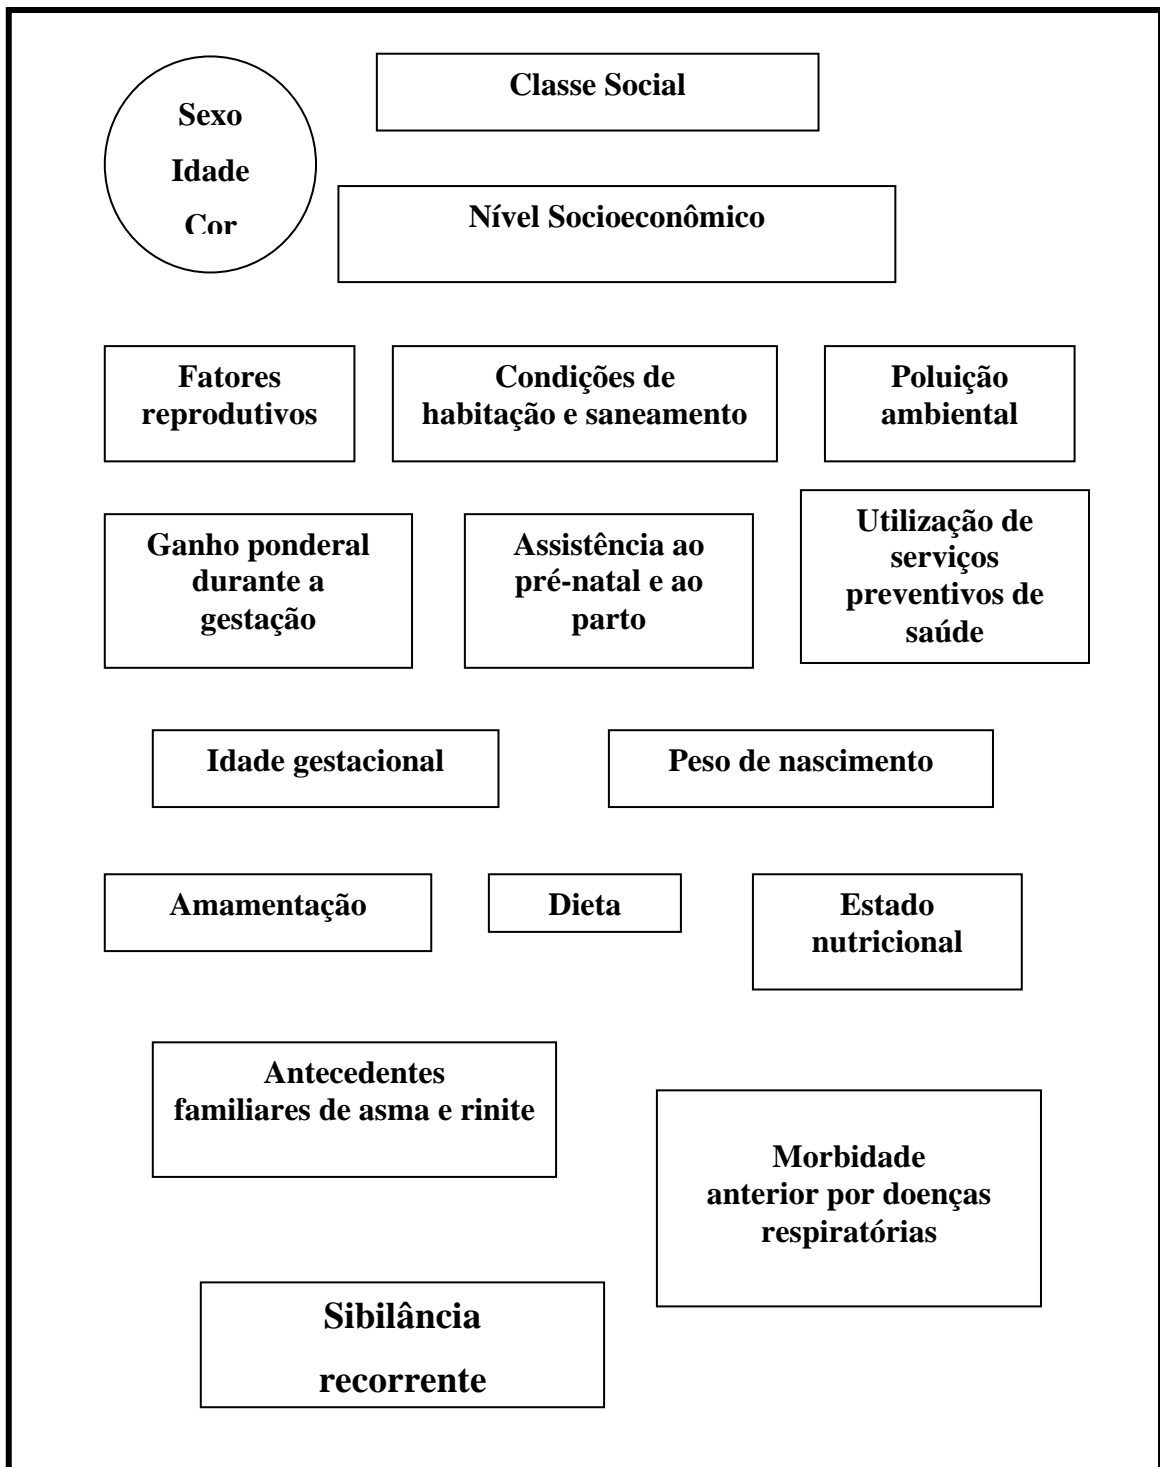 Sexo
Idade
Cor
Classe Social
Nível Socioeconômico
Fatores
reprodutivos
Condições de
habitação e saneamento
Poluição
ambiental
Ganho ponderal
durante a
gestação
Assistência ao
pré-natal e ao
parto
Utilização de
serviços
preventivos de
saúde
Idade gestacional
Peso de nascimento
Amamentação
Dieta
Estado
nutricional
Antecedentes
familiares de asma e rinite
Morbidade
anterior por doenças
respiratórias
Sibilância
recorrente